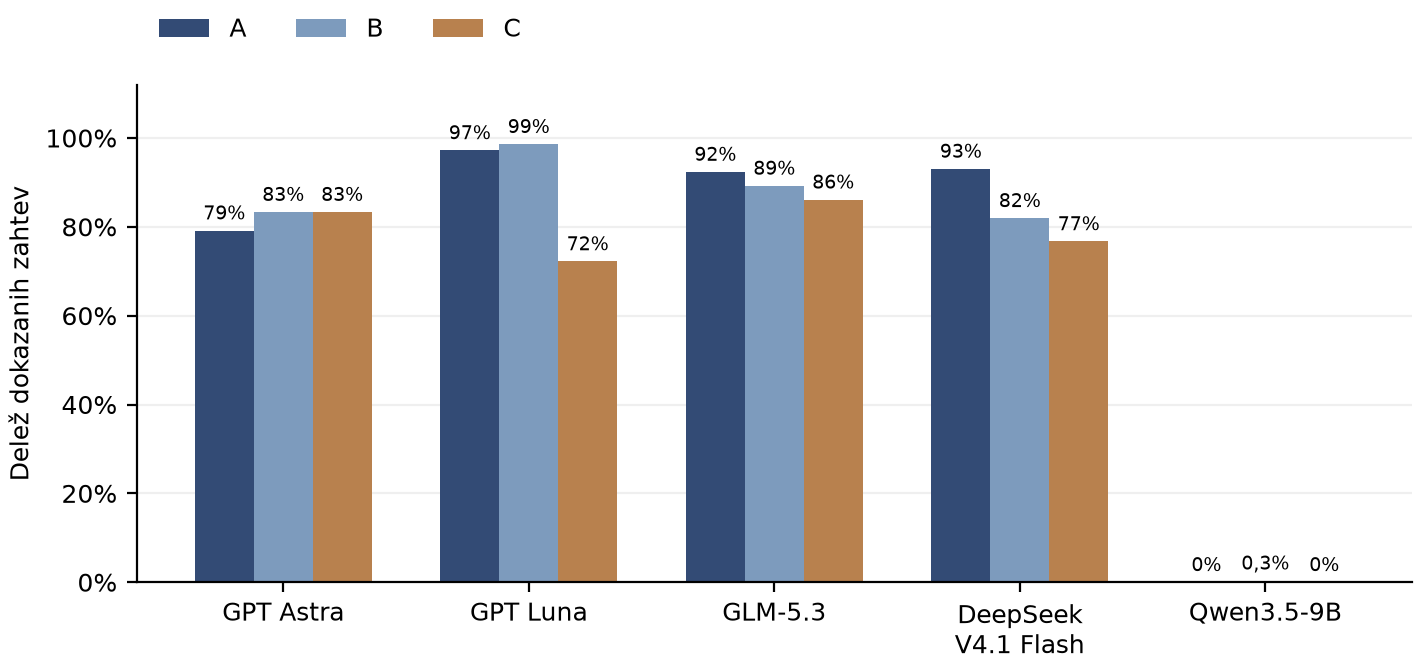 A B C
Delež dokazanih zahtev
100%
80%
60%
40%
20%
0%
79% 83% 83%
97% 99% 72%
92% 89% 86%
93% 82% 77%
0% 0,3% 0%
GPT Astra
GPT Luna
GLM-5.3
DeepSeek
V4.1 Flash
Qwen3.5-9B